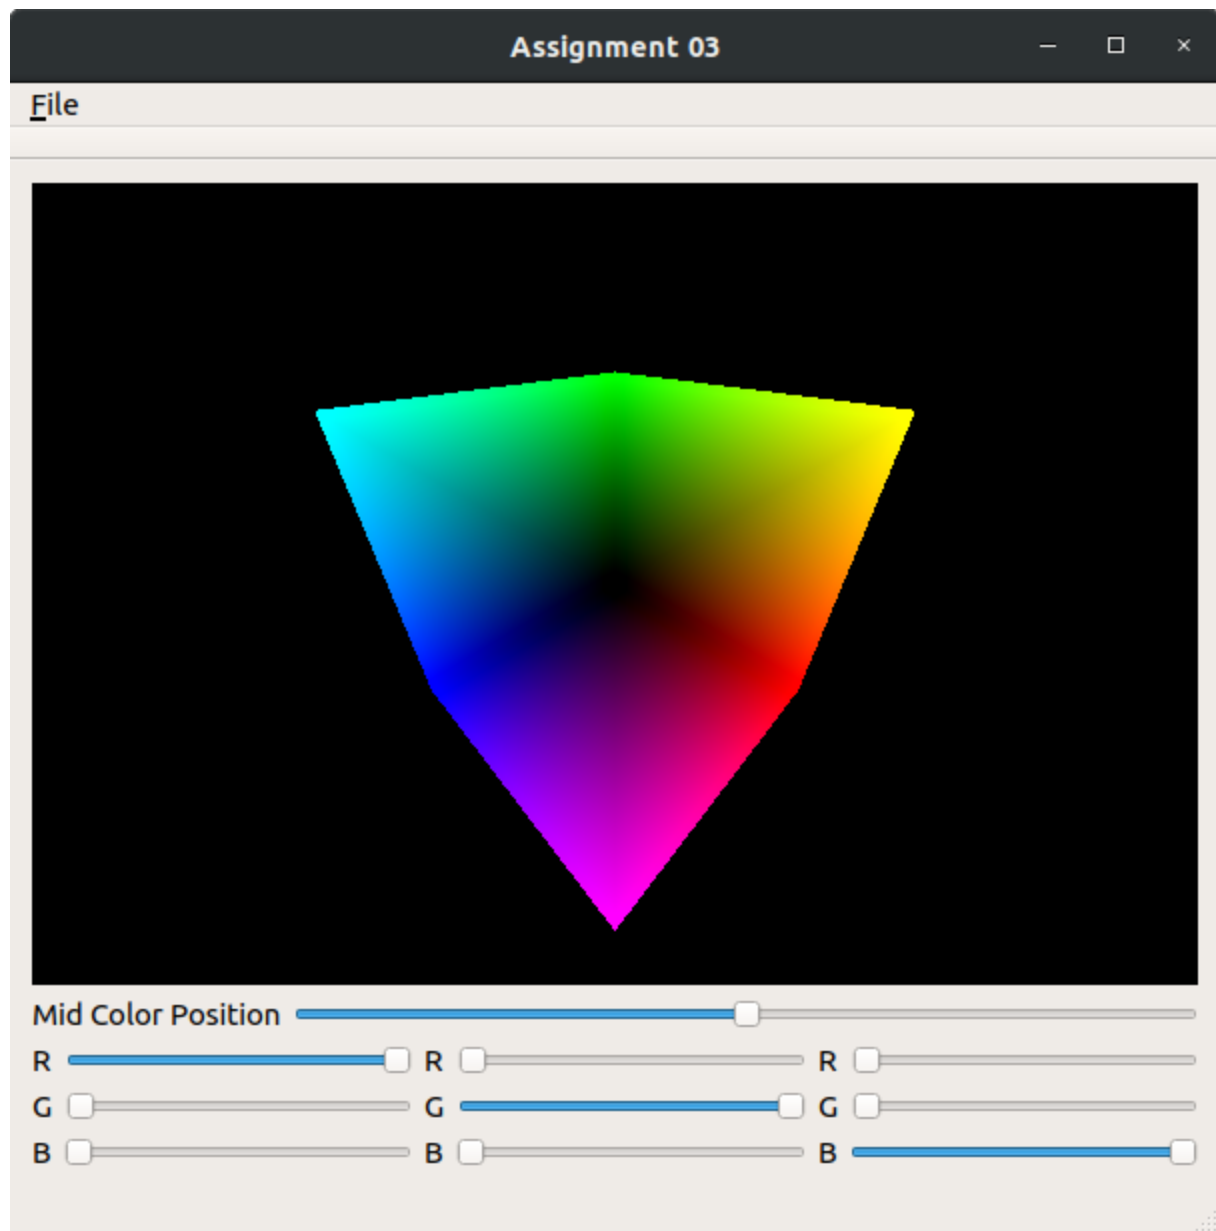 Assignment 03
File
Mid Color Position
R R R
G G G
B B B